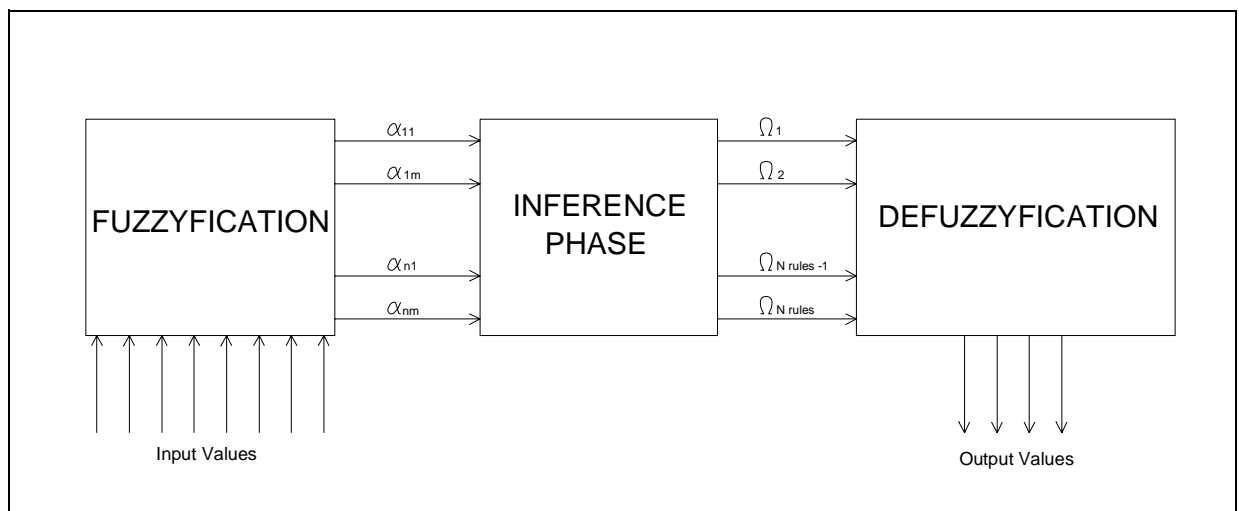 FUZZYFICATION
α11
α1m
αn1
αnm
INFERENCE
PHASE
Ω1
Ω2
ΩN rules -1
ΩN rules
DEFUZZYFICATION
Input Values
Output Values